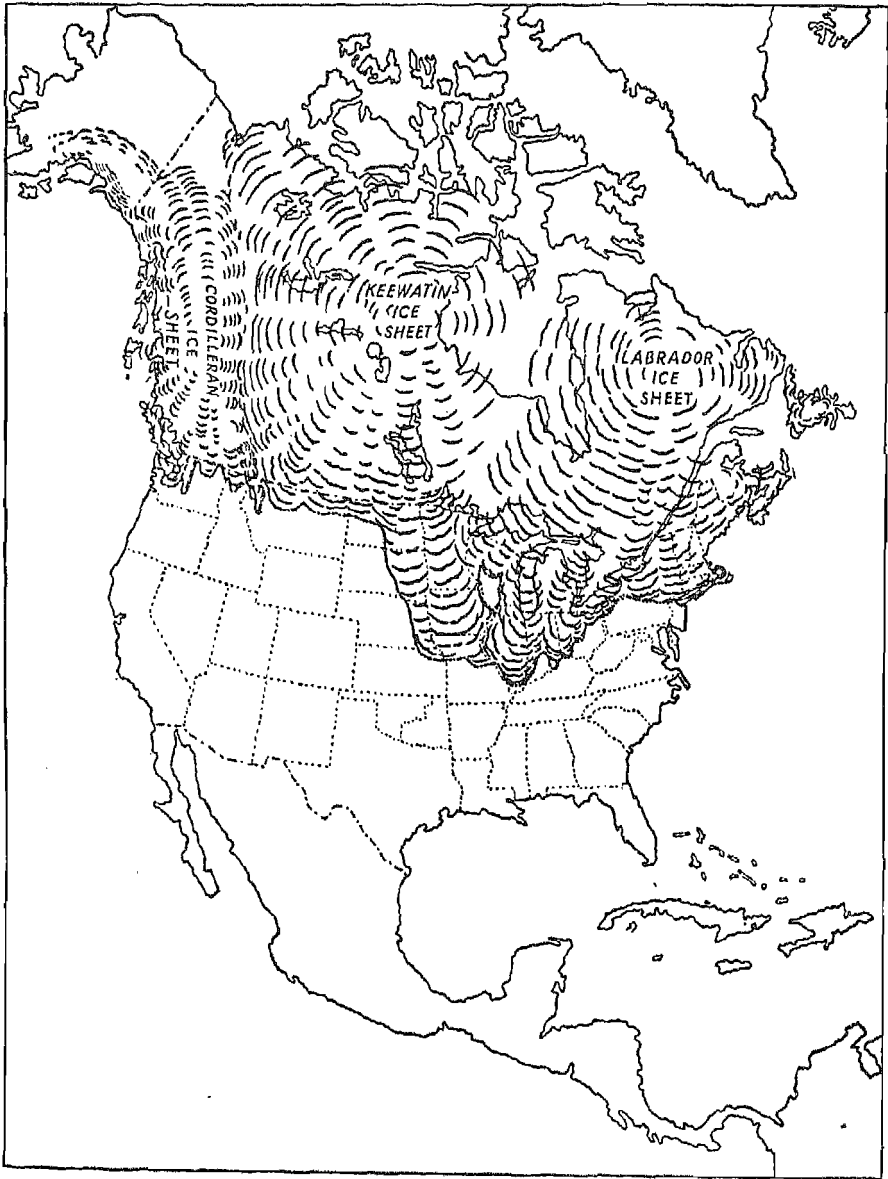 CORDILLERAN
ICE
SHEET
KEEWATIN
ICE
SHEET
LABRADOR
ICE
SHEET